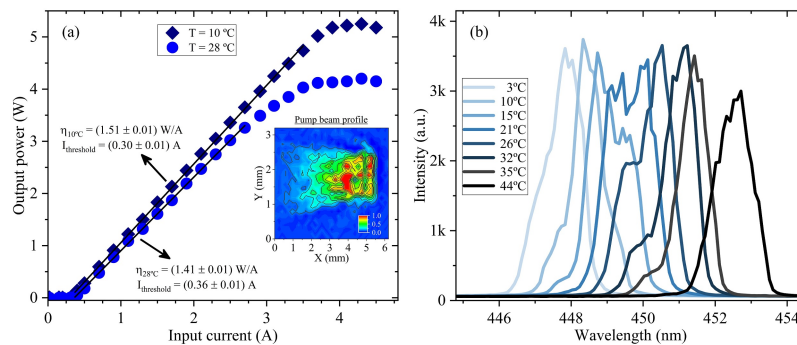 (a)
T = 10 ºC
T = 28 ºC
Output power (W)
5
4
3
2
1
0
η10ºC = (1.51 ± 0.01) W/A
Ithreshold = (0.30 ± 0.01) A
η28ºC = (1.41 ± 0.01) W/A
Ithreshold = (0.36 ± 0.01) A
Pump beam profile
Y (mm)
3
2
1
0
0 1 2 3 4 5 6
X (mm)
1.0
0.5
0.0
0 1 2 3 4
Input current (A)
(b)
Intensity (a.u.)
4k
3k
2k
1k
0
3ºC
10ºC
15ºC
21ºC
26ºC
32ºC
35ºC
44ºC
446 448 450 452 454
Wavelength (nm)